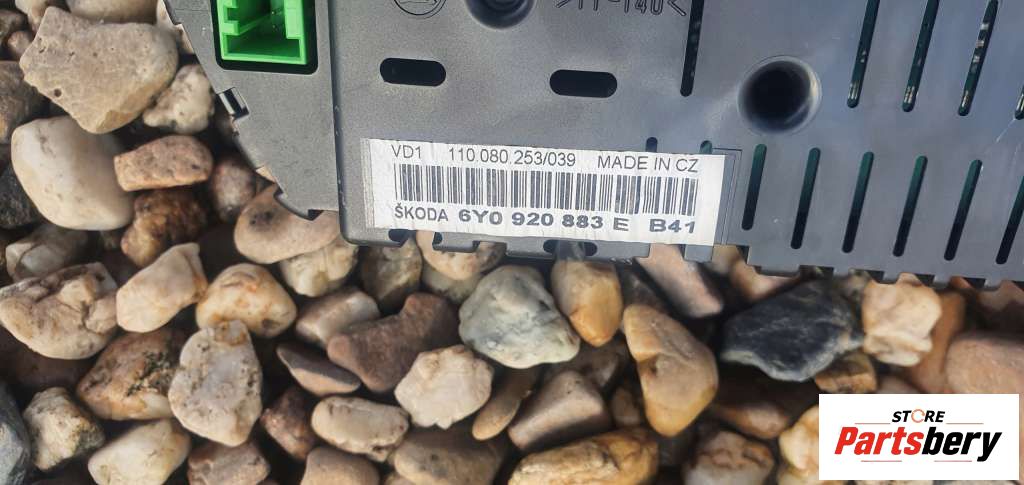 VD1 110.080.253/039 MADE IN CZ
ŠKODA 6Y0 920 883 E B41
STORE
Partsbery